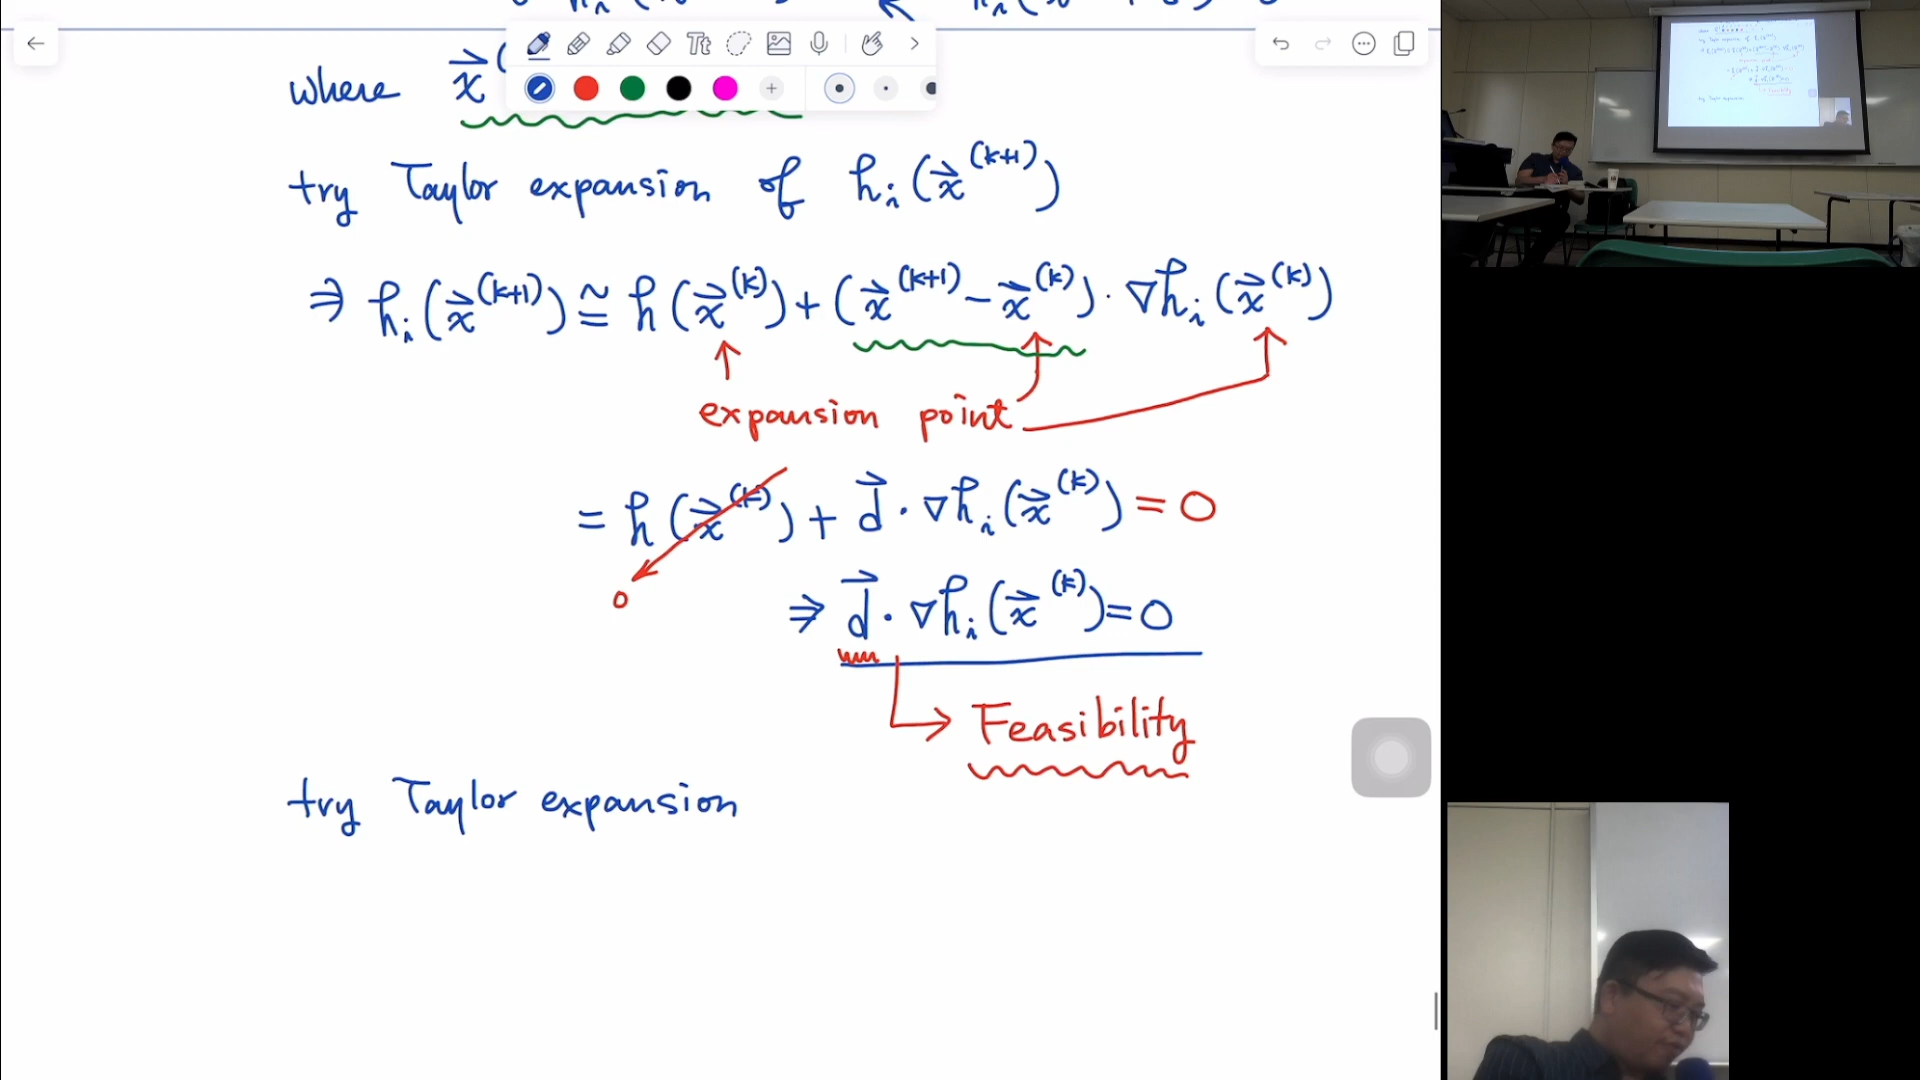 where x⃗
try Taylor expansion of hᵢ(x⃗⁽ᵏ⁺¹⁾)
⇒ hᵢ(x⃗⁽ᵏ⁺¹⁾) ≅ h(x⃗⁽ᵏ⁾) + (x⃗⁽ᵏ⁺¹⁾ − x⃗⁽ᵏ⁾) · ∇hᵢ(x⃗⁽ᵏ⁾)
expansion point
= h(x⃗⁽ᵏ⁾) + d⃗ · ∇hᵢ(x⃗⁽ᵏ⁾) = 0
0
⇒ d⃗ · ∇hᵢ(x⃗⁽ᵏ⁾) = 0
Feasibility
try Taylor expansion
Tt